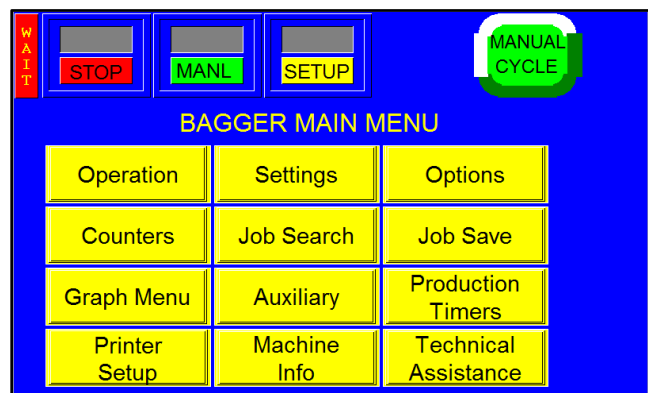 WAIT
STOP
MANL
SETUP
MANUAL
CYCLE
BAGGER MAIN MENU
Operation
Settings
Options
Counters
Job Search
Job Save
Graph Menu
Auxiliary
Production
Timers
Printer
Setup
Machine
Info
Technical
Assistance